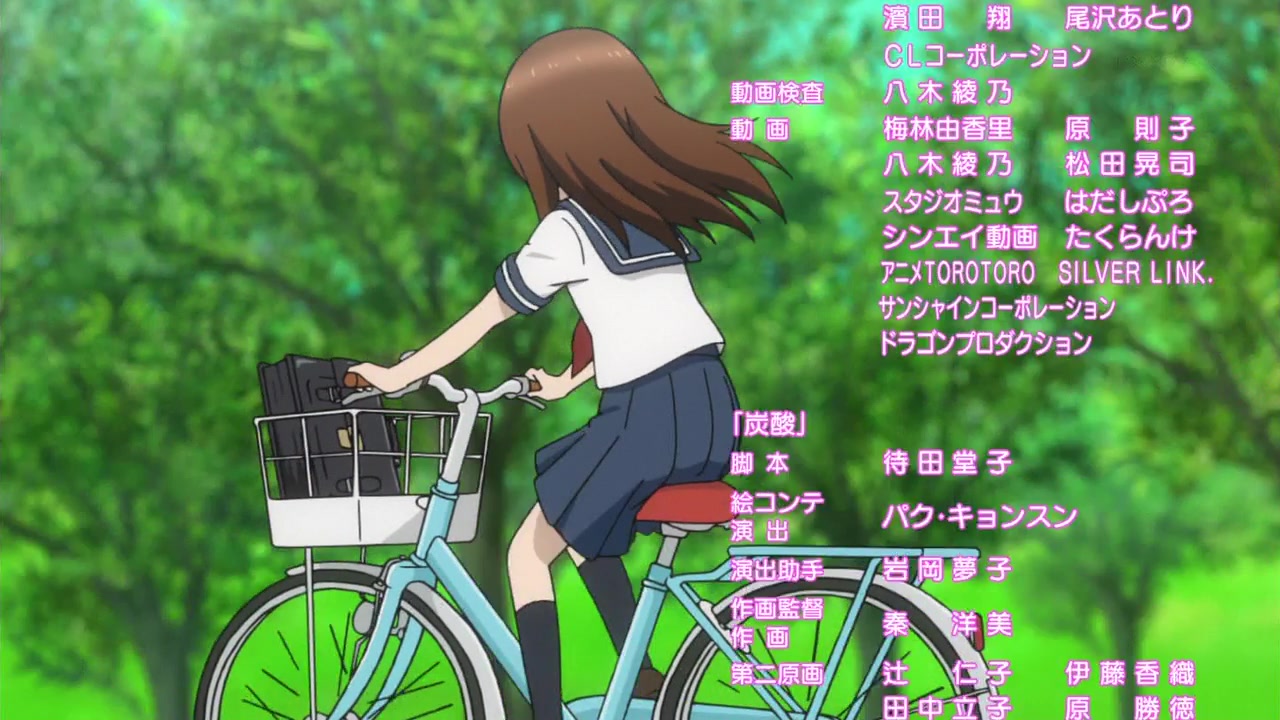 濱田 翔 尾沢あとり
CLコーポレーション
動画検査 八木綾乃
動画 梅林由香里 原 則子
八木綾乃 松田晃司
スタジオミュウ はだしぷろ
シンエイ動画 たくらんけ
アニメTOROTORO SILVER LINK.
サンシャインコーポレーション
ドラゴンプロダクション
「炭酸」
脚本 待田堂子
絵コンテ
演出 パク・キョンスン
演出助手 岩岡夢子
作画監督
作画 秦 洋美
第二原画 辻 仁子 伊藤香織
田中立子 原 勝徳